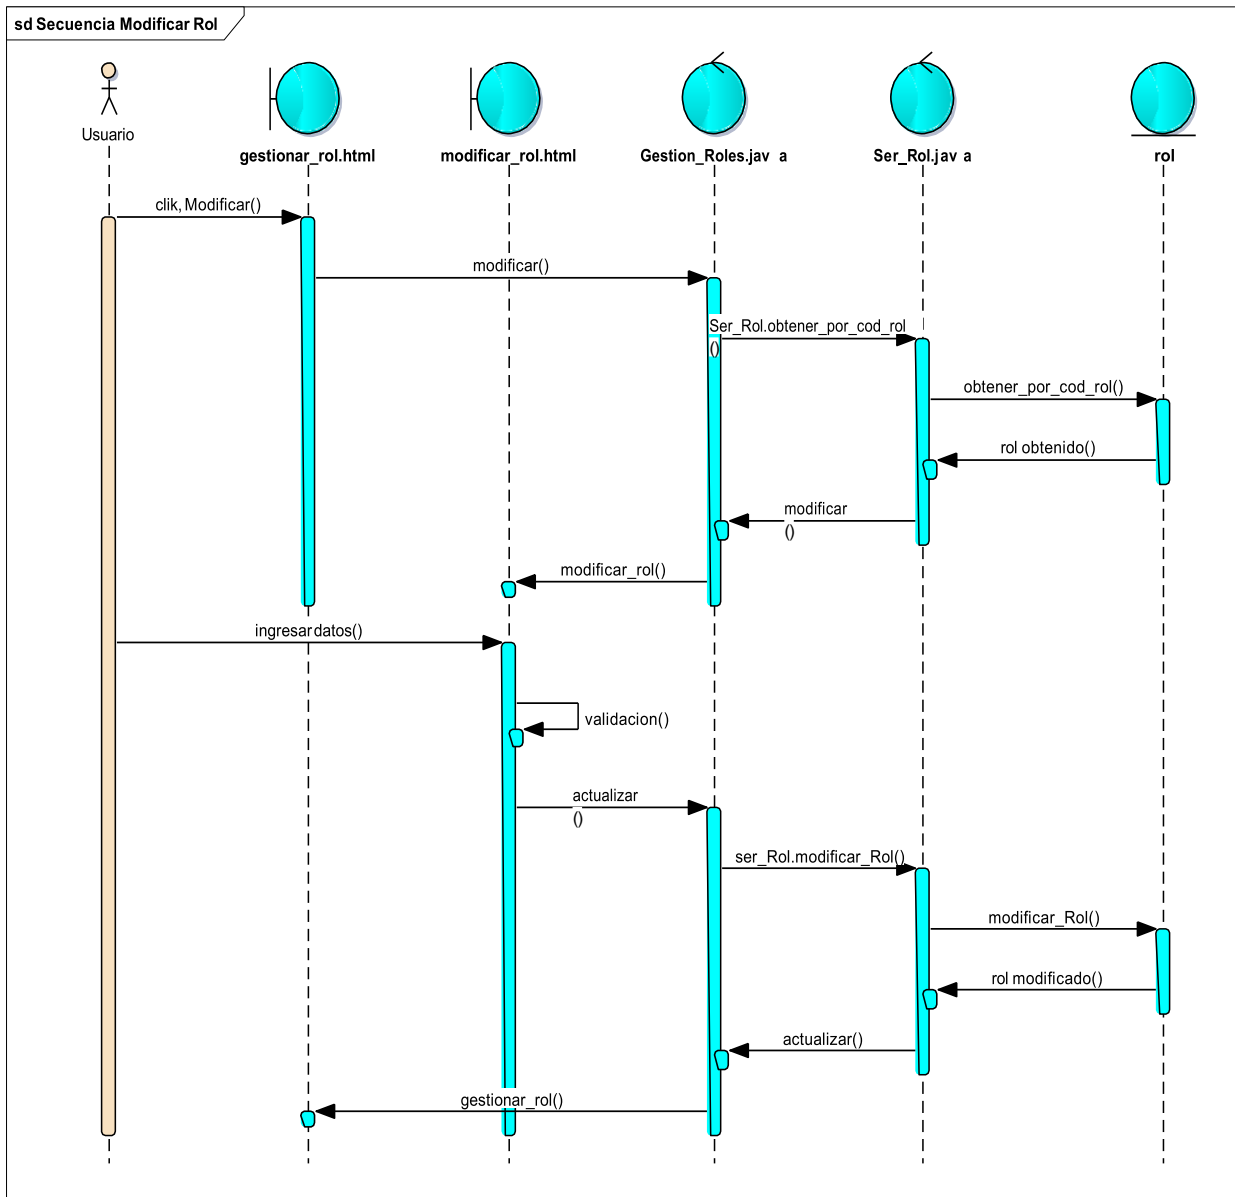 sd Secuencia Modificar Rol
Usuario
gestionar_rol.html
modificar_rol.html
Gestion_Roles.jav a
Ser_Rol.jav a
rol
clik, Modificar()
modificar()
Ser_Rol.obtener_por_cod_rol
()
obtener_por_cod_rol()
rol obtenido()
modificar
()
modificar_rol()
ingresar datos()
validacion()
actualizar
()
ser_Rol.modificar_Rol()
modificar_Rol()
rol modificado()
actualizar()
gestionar_rol()